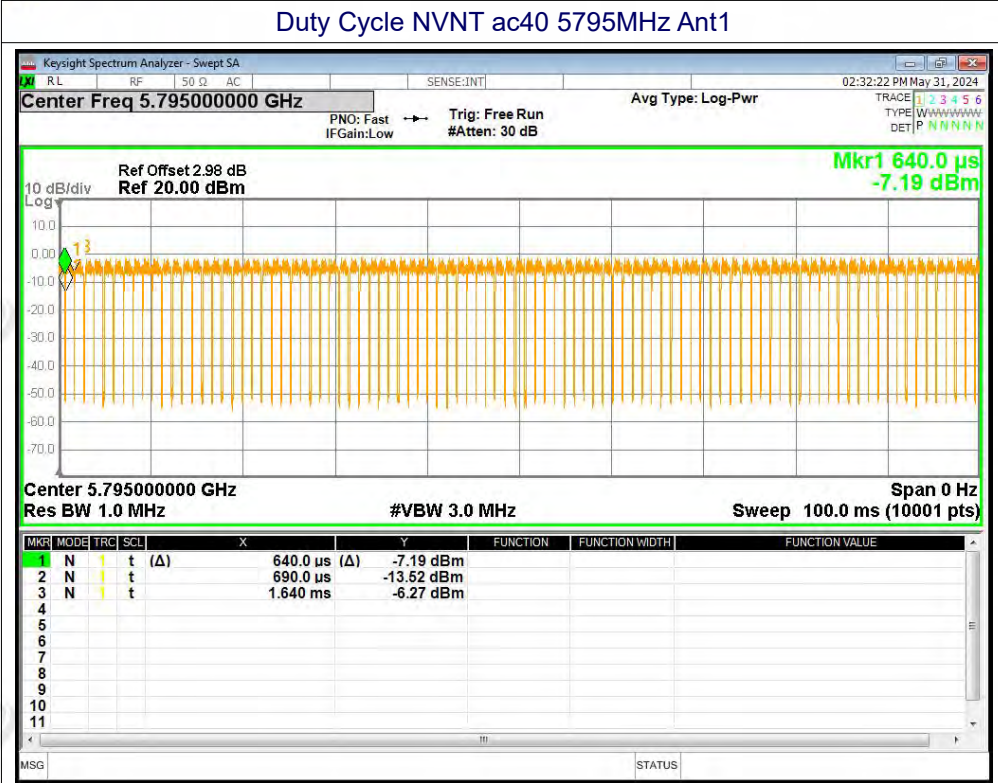 Duty Cycle NVNT ac40 5795MHz Ant1
Keysight Spectrum Analyzer - Swept SA
LXI RL RF 50 Ω AC SENSE:INT 02:32:22 PM May 31, 2024
Center Freq 5.795000000 GHz Avg Type: Log-Pwr TRACE 1 2 3 4 5 6
PNO: Fast Trig: Free Run TYPE WWWWWW
IFGain:Low #Atten: 30 dB DET P N N N N N
Mkr1 640.0 µs
Ref Offset 2.98 dB
10 dB/div Ref 20.00 dBm -7.19 dBm
Log
10.0
0.00 1 3
-10.0
-20.0
-30.0
-40.0
-50.0
-60.0
-70.0
Center 5.795000000 GHz Span 0 Hz
Res BW 1.0 MHz #VBW 3.0 MHz Sweep 100.0 ms (10001 pts)
MKR MODE TRC SCL X Y FUNCTION FUNCTION WIDTH FUNCTION VALUE
1 N 1 t (Δ) 640.0 µs (Δ) -7.19 dBm
2 N 1 t 690.0 µs -13.52 dBm
3 N 1 t 1.640 ms -6.27 dBm
4
5
6
7
8
9
10
11
MSG STATUS